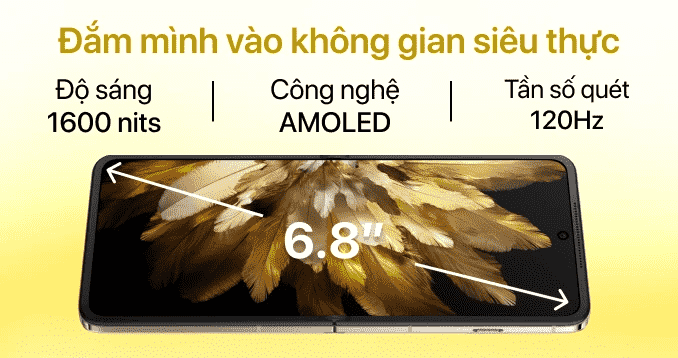 Đắm mình vào không gian siêu thực
Độ sáng
1600 nits
Công nghệ
AMOLED
Tần số quét
120Hz
6.8"